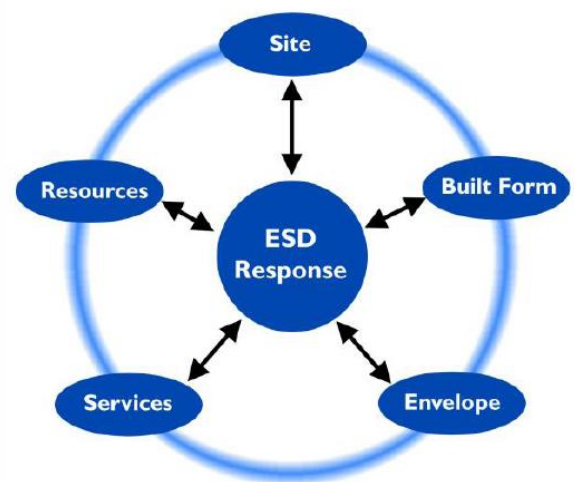 Site
Resources
Built Form
ESD
Response
Services
Envelope